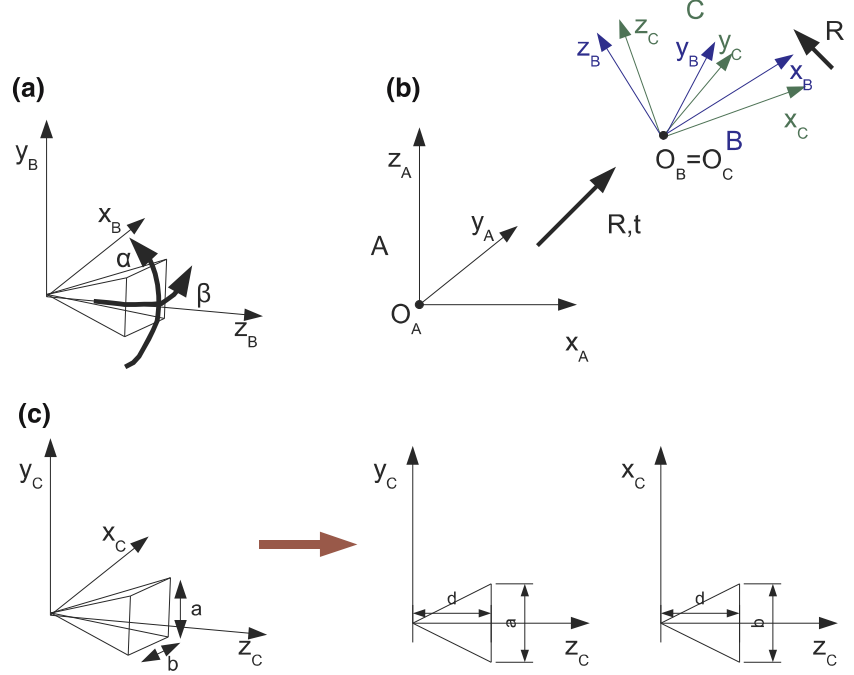 (a)
y_B
x_B
α
β
z_B
(b)
C
R
z_B
z_C
y_B
y_C
x_B
x_C
B
O_B=O_C
z_A
y_A
A
R,t
O_A
x_A
(c)
y_C
x_C
a
b
z_C
y_C
d
a
z_C
x_C
d
b
z_C